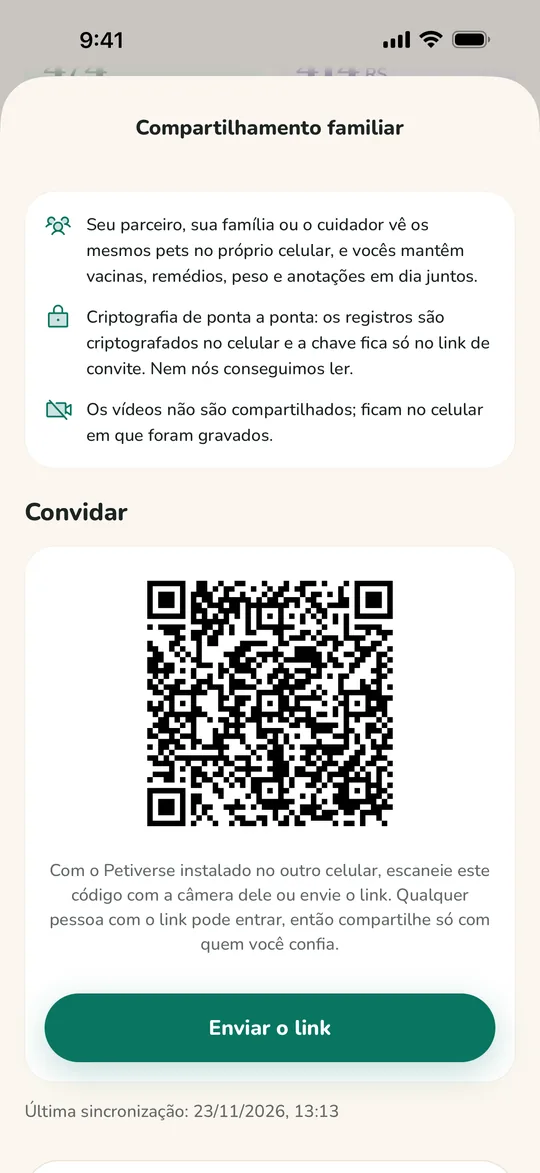 9:41
Compartilhamento familiar
Seu parceiro, sua família ou o cuidador vê os
mesmos pets no próprio celular, e vocês mantêm
vacinas, remédios, peso e anotações em dia juntos.
Criptografia de ponta a ponta: os registros são
criptografados no celular e a chave fica só no link de
convite. Nem nós conseguimos ler.
Os vídeos não são compartilhados; ficam no celular
em que foram gravados.
Convidar
Com o Petiverse instalado no outro celular, escaneie este
código com a câmera dele ou envie o link. Qualquer
pessoa com o link pode entrar, então compartilhe só com
quem você confia.
Enviar o link
Última sincronização: 23/11/2026, 13:13